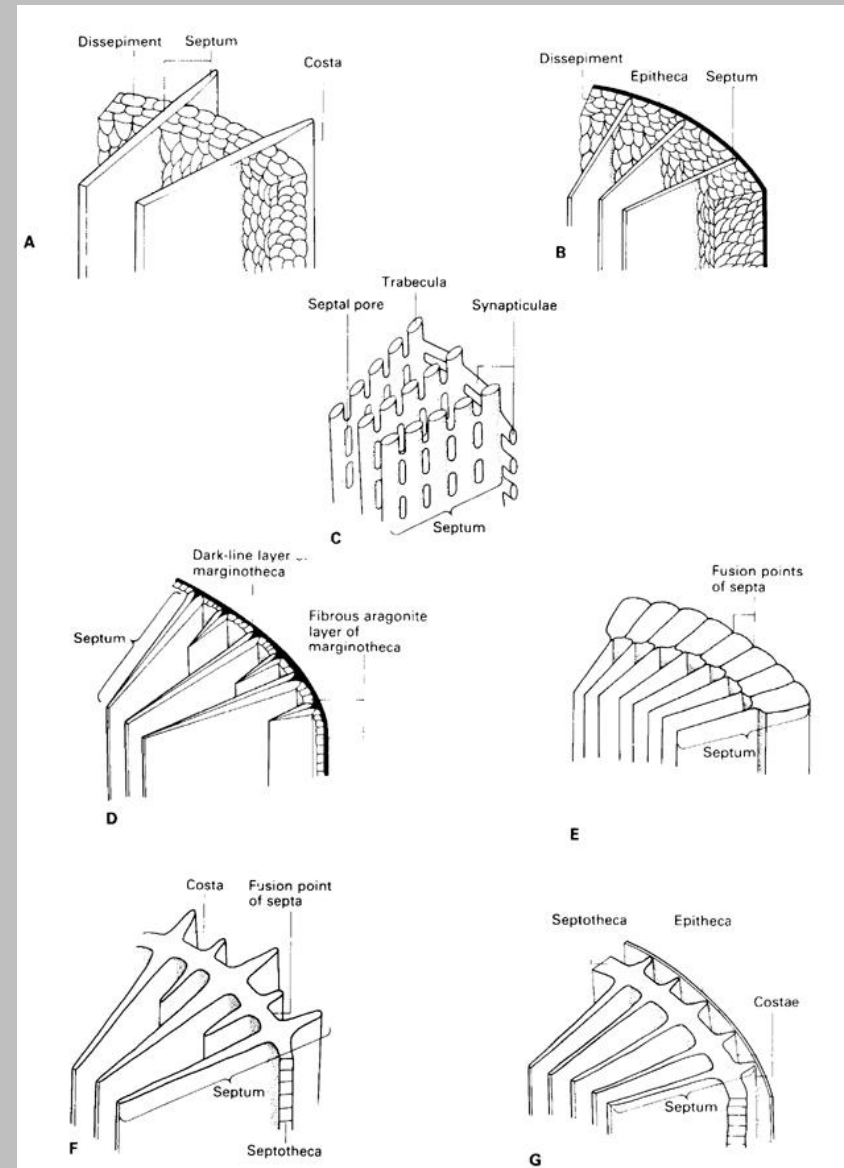 Dissepiment Septum
Costa
A
Dissepiment
Epitheca Septum
B
Trabecula
Septal pore Synapticulae
Septum
C
Dark-line layer
marginotheca
Fibrous aragonite
layer of
marginotheca
Septum
D
Fusion points
of septa
Septum
E
Costa Fusion point
of septa
Septum
Septotheca
F
Septotheca Epitheca
Costae
Septum
G